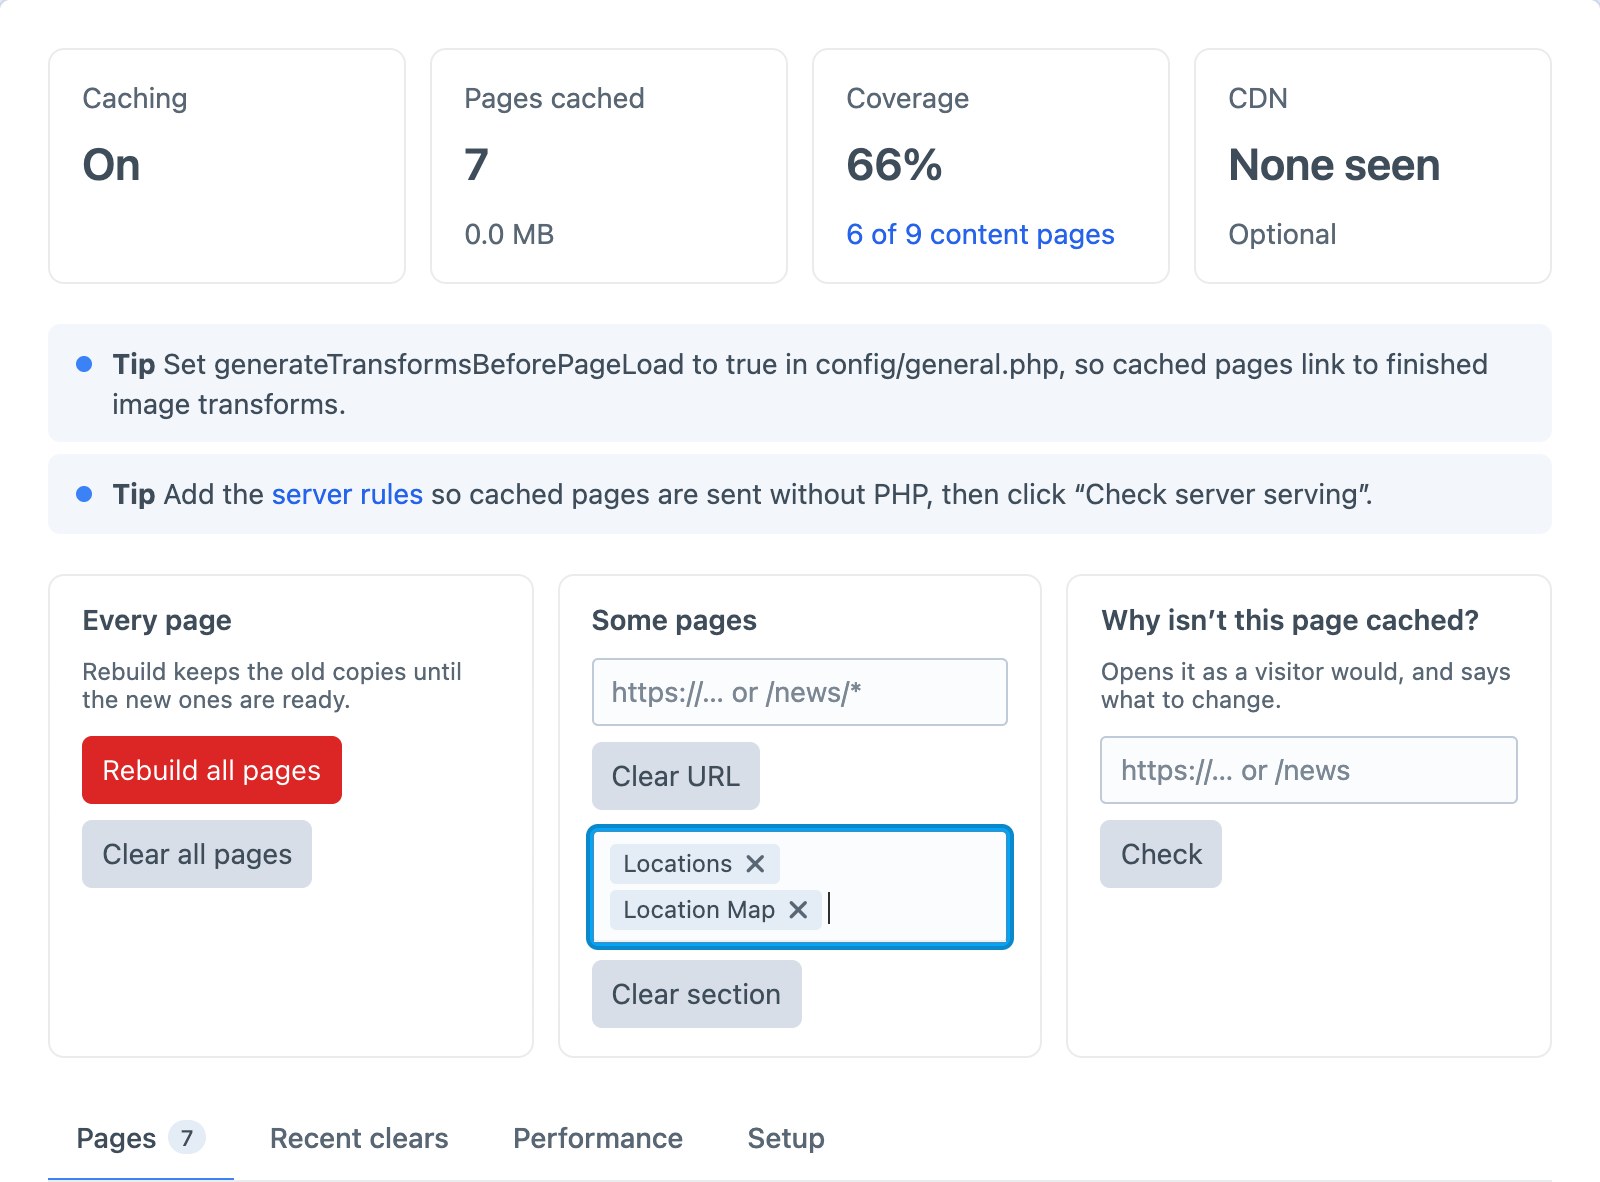 Caching
On
Pages cached
7
0.0 MB
Coverage
66%
6 of 9 content pages
CDN
None seen
Optional
Tip Set generateTransformsBeforePageLoad to true in config/general.php, so cached pages link to finished
image transforms.
Tip Add the server rules so cached pages are sent without PHP, then click “Check server serving”.
Every page
Rebuild keeps the old copies until
the new ones are ready.
Rebuild all pages
Clear all pages
Some pages
https://... or /news/*
Clear URL
Locations
Location Map
Clear section
Why isn’t this page cached?
Opens it as a visitor would, and says
what to change.
https://... or /news
Check
Pages 7
Recent clears
Performance
Setup